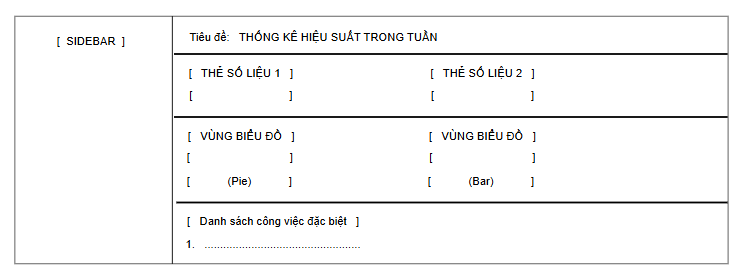 [ SIDEBAR ]
Tiêu đề: THỐNG KÊ HIỆU SUẤT TRONG TUẦN
[ THẺ SỐ LIỆU 1 ] [ THẺ SỐ LIỆU 2 ]
[ ] [ ]
[ VÙNG BIỂU ĐỒ ] [ VÙNG BIỂU ĐỒ ]
[ ] [ ]
[ (Pie) ] [ (Bar) ]
[ Danh sách công việc đặc biệt ]
1. ..................................................